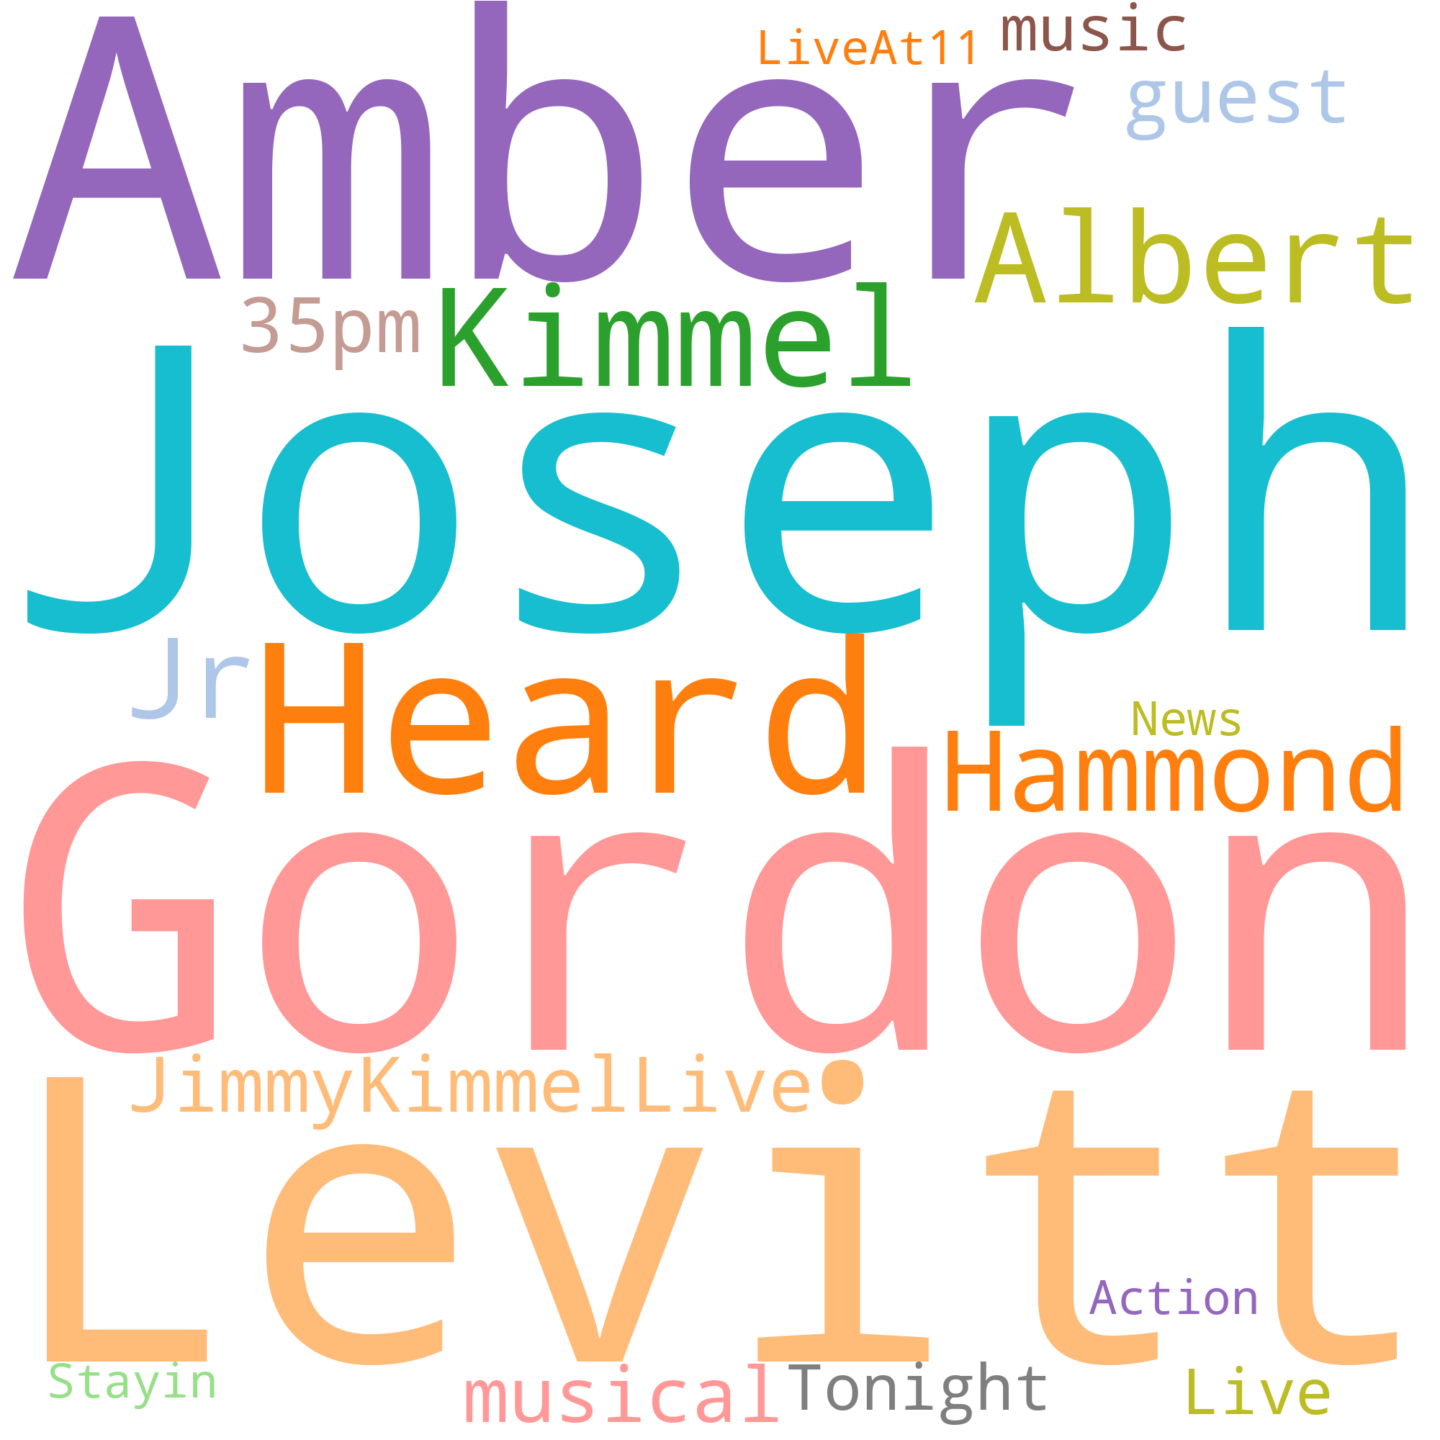 LiveAt11 music
Amber guest
Albert
35pm Kimmel
Joseph
Jr Heard News
Hammond
Gordon
JimmyKimmelLive
Levitt
Action
Stayin musical Tonight Live